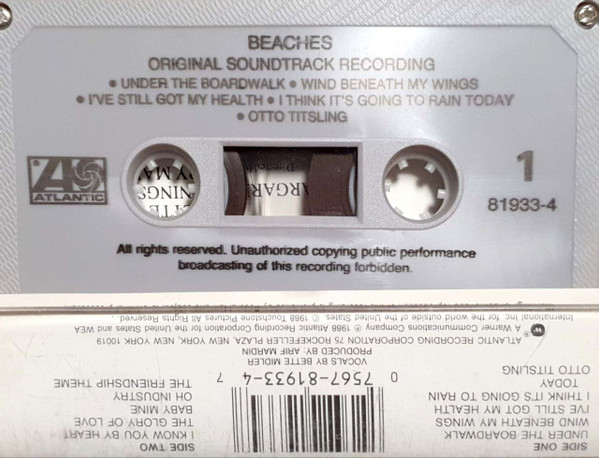 BEACHES
ORIGINAL SOUNDTRACK RECORDING
• UNDER THE BOARDWALK • WIND BENEATH MY WINGS
• I'VE STILL GOT MY HEALTH • I THINK IT'S GOING TO RAIN TODAY
• OTTO TITSLING
ATLANTIC
1
81933-4
All rights reserved. Unauthorized copying public performance
broadcasting of this recording forbidden.
SIDE ONE
UNDER THE BOARDWALK
WIND BENEATH MY WINGS
I'VE STILL GOT MY HEALTH
I THINK IT'S GOING TO RAIN
TODAY
OTTO TITSLING
SIDE TWO
I KNOW YOU BY HEART
THE GLORY OF LOVE
BABY MINE
OH INDUSTRY
THE FRIENDSHIP THEME
0 7567-81933-4 7
VOCALS BY BETTE MIDLER
PRODUCED BY: ARIF MARDIN
ATLANTIC RECORDING CORPORATION 75 ROCKEFELLER PLAZA, NEW YORK, NEW YORK 10019
A Warner Communications Company ℗ 1988 Atlantic Recording Corporation for the United States and WEA
International Inc. for the world outside of the United States © 1988 Touchstone Pictures All Rights Reserved